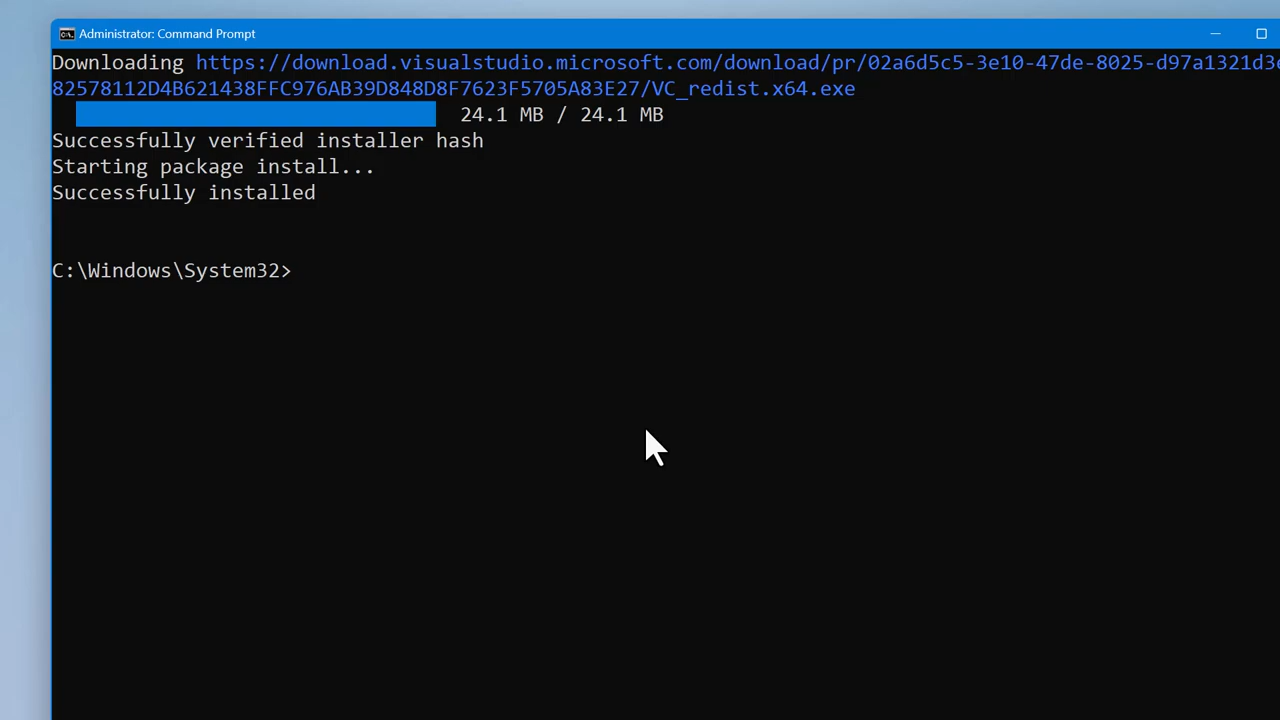 Administrator: Command Prompt
Downloading https://download.visualstudio.microsoft.com/download/pr/02a6d5c5-3e10-47de-8025-d97a1321d3e
82578112D4B621438FFC976AB39D848D8F7623F5705A83E27/VC_redist.x64.exe
24.1 MB / 24.1 MB
Successfully verified installer hash
Starting package install...
Successfully installed
C:\Windows\System32>